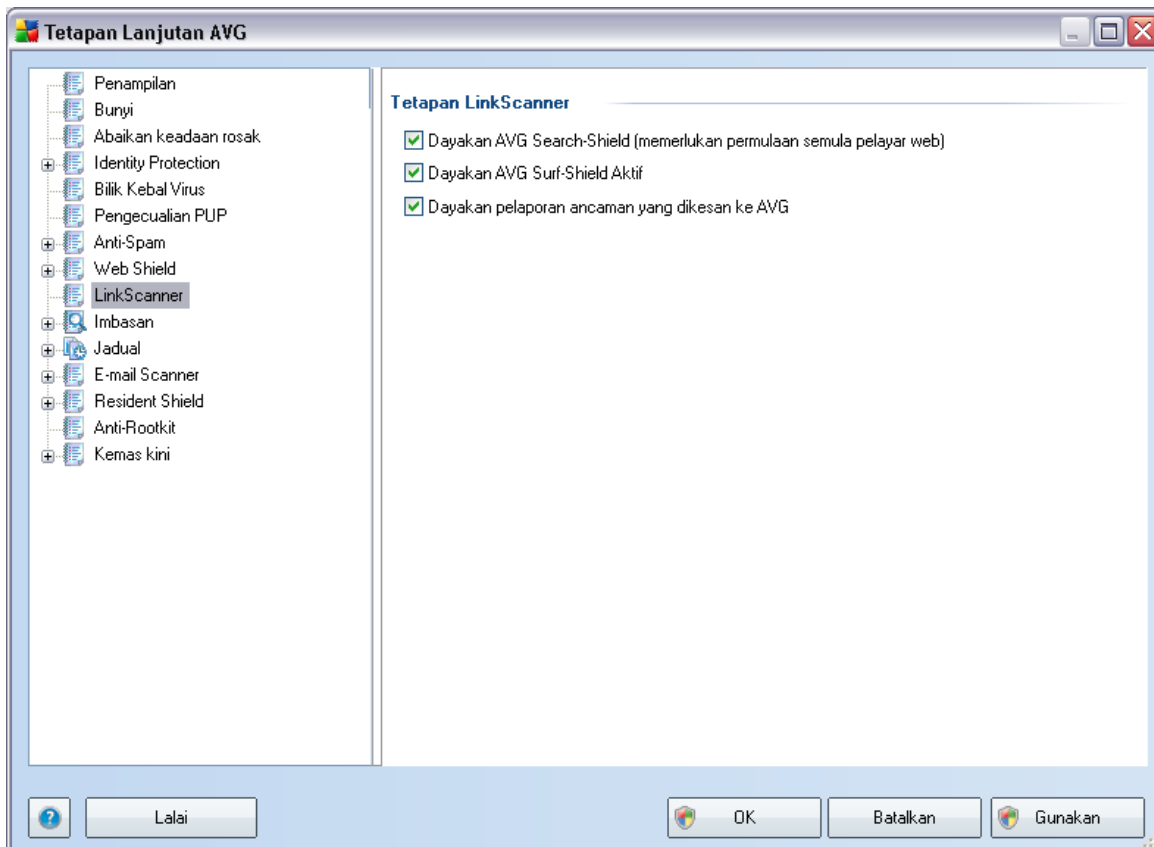 Tetapan Lanjutan AVG
Penampilan
Bunyi
Abaikan keadaan rosak
Identity Protection
Bilik Kebal Virus
Pengecualian PUP
Anti-Spam
Web Shield
LinkScanner
Imbasan
Jadual
E-mail Scanner
Resident Shield
Anti-Rootkit
Kemas kini
Tetapan LinkScanner
Dayakan AVG Search-Shield (memerlukan permulaan semula pelayar web)
Dayakan AVG Surf-Shield Aktif
Dayakan pelaporan ancaman yang dikesan ke AVG
Lalai
OK
Batalkan
Gunakan